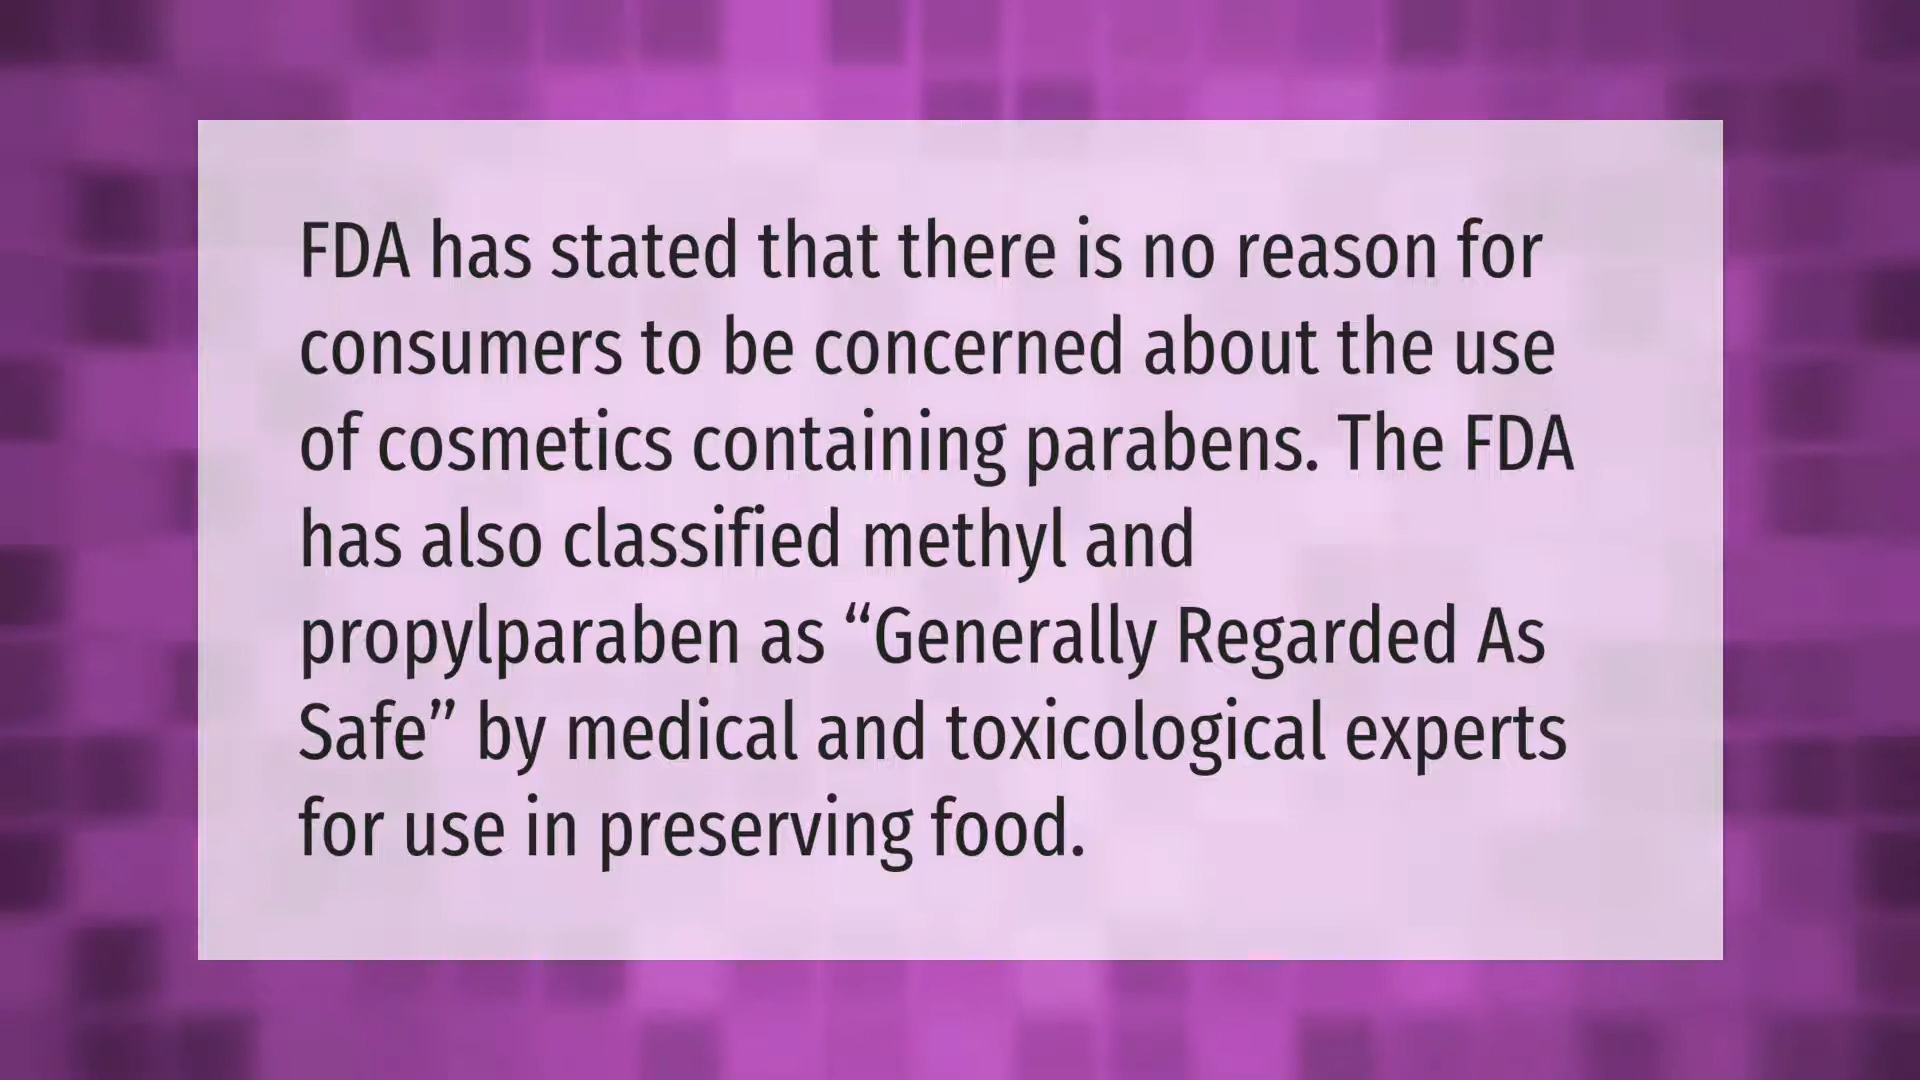 FDA has stated that there is no reason for
consumers to be concerned about the use
of cosmetics containing parabens. The FDA
has also classified methyl and
propylparaben as “Generally Regarded As
Safe” by medical and toxicological experts
for use in preserving food.